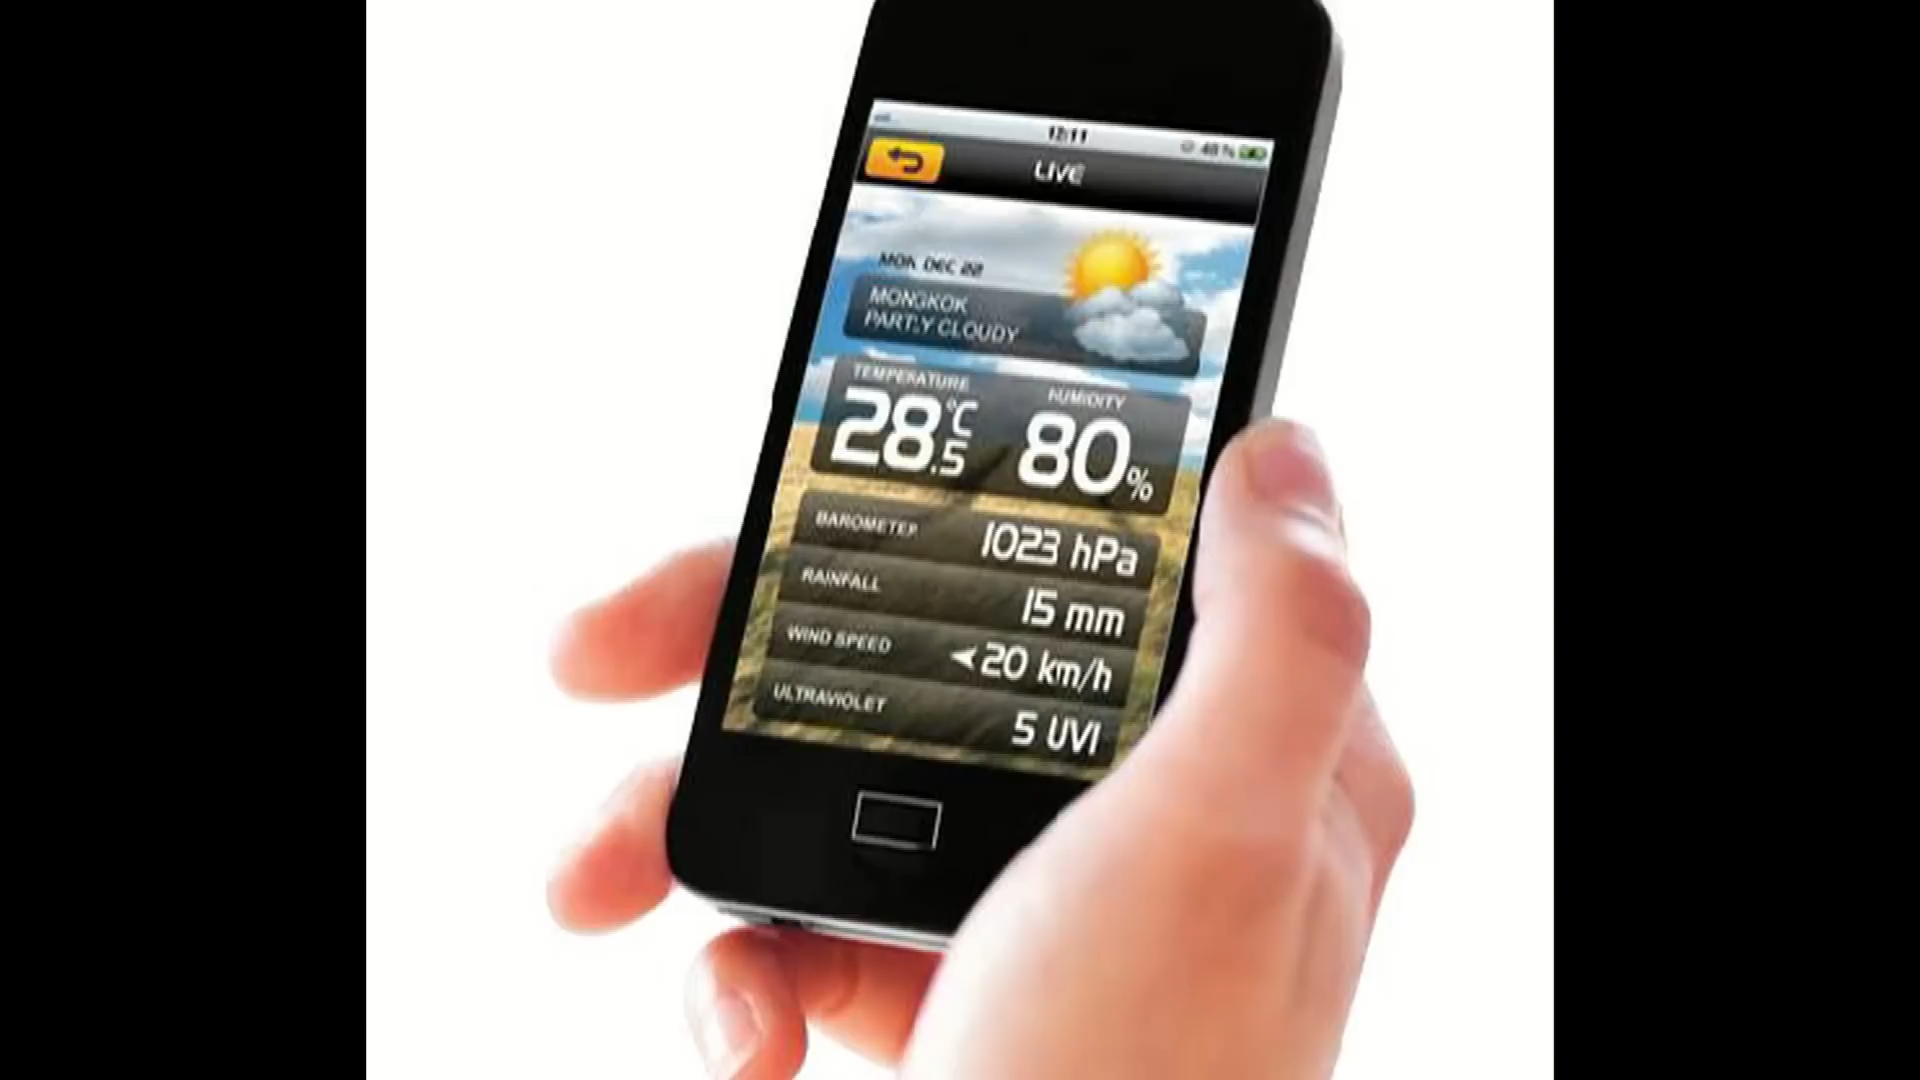 12:11
48%
LIVE
MON DEC 22
MONGKOK
PARTLY CLOUDY
TEMPERATURE HUMIDITY
28.5°C 80%
BAROMETER 1023 hPa
RAINFALL 15 mm
WIND SPEED 20 km/h
ULTRAVIOLET 5 UVI